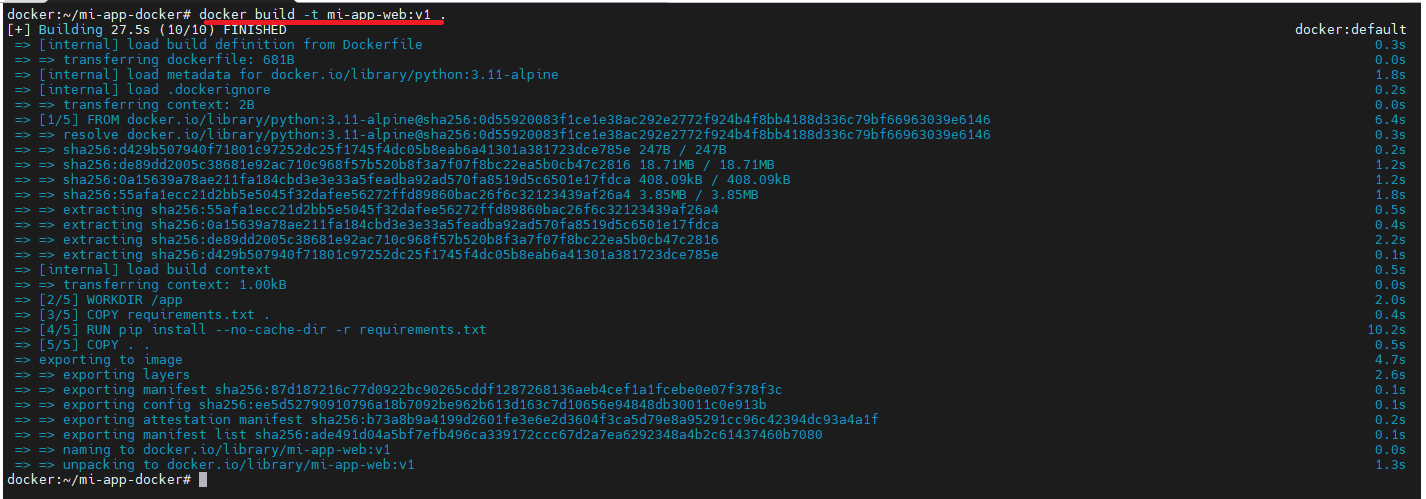 docker:~/mi-app-docker# docker build -t mi-app-web:v1 .
[+] Building 27.5s (10/10) FINISHED docker:default
=> [internal] load build definition from Dockerfile 0.3s
=> => transferring dockerfile: 681B 0.0s
=> [internal] load metadata for docker.io/library/python:3.11-alpine 1.8s
=> [internal] load .dockerignore 0.2s
=> => transferring context: 2B 0.0s
=> [1/5] FROM docker.io/library/python:3.11-alpine@sha256:0d55920083f1ce1e38ac292e2772f924b4f8bb4188d336c79bf66963039e6146 6.4s
=> => resolve docker.io/library/python:3.11-alpine@sha256:0d55920083f1ce1e38ac292e2772f924b4f8bb4188d336c79bf66963039e6146 0.3s
=> => sha256:d429b507940f71801c97252dc25f1745f4dc05b8eab6a41301a381723dce785e 247B / 247B 0.2s
=> => sha256:de89dd2005c38681e92ac710c968f57b520b8f3a7f07f8bc22ea5b0cb47c2816 18.71MB / 18.71MB 1.2s
=> => sha256:0a15639a78ae211fa184cbd3e3e33a5feadba92ad570fa8519d5c6501e17fdca 408.09kB / 408.09kB 1.2s
=> => sha256:55afa1ecc21d2bb5e5045f32dafee56272ffd89860bac26f6c32123439af26a4 3.85MB / 3.85MB 1.8s
=> => extracting sha256:55afa1ecc21d2bb5e5045f32dafee56272ffd89860bac26f6c32123439af26a4 0.5s
=> => extracting sha256:0a15639a78ae211fa184cbd3e3e33a5feadba92ad570fa8519d5c6501e17fdca 0.4s
=> => extracting sha256:de89dd2005c38681e92ac710c968f57b520b8f3a7f07f8bc22ea5b0cb47c2816 2.2s
=> => extracting sha256:d429b507940f71801c97252dc25f1745f4dc05b8eab6a41301a381723dce785e 0.1s
=> [internal] load build context 0.5s
=> => transferring context: 1.00kB 0.0s
=> [2/5] WORKDIR /app 2.0s
=> [3/5] COPY requirements.txt . 0.4s
=> [4/5] RUN pip install --no-cache-dir -r requirements.txt 10.2s
=> [5/5] COPY . . 0.5s
=> exporting to image 4.7s
=> => exporting layers 2.6s
=> => exporting manifest sha256:87d187216c77d0922bc90265cddf1287268136aeb4cef1a1fcebe0e07f378f3c 0.1s
=> => exporting config sha256:ee5d52790910796a18b7092be962b613d163c7d10656e94848db30011c0e913b 0.1s
=> => exporting attestation manifest sha256:b73a8b9a4199d2601fe3e6e2d3604f3ca5d79e8a95291cc96c42394dc93a4a1f 0.2s
=> => exporting manifest list sha256:ade491d04a5bf7efb496ca339172ccc67d2a7ea6292348a4b2c61437460b7080 0.1s
=> => naming to docker.io/library/mi-app-web:v1 0.0s
=> => unpacking to docker.io/library/mi-app-web:v1 1.3s
docker:~/mi-app-docker#